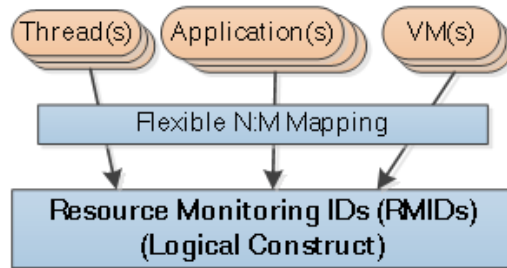 Thread(s)
Application(s)
VM(s)
Flexible N:M Mapping
Resource Monitoring IDs (RMIDs)
(Logical Construct)